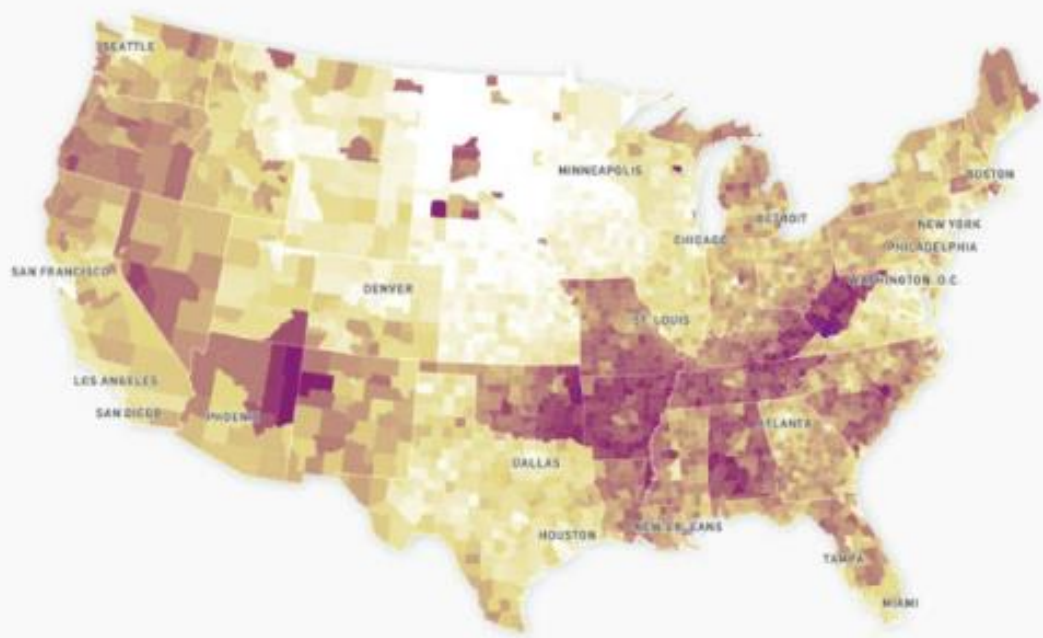 SEATTLE
MINNEAPOLIS
BOSTON
DETROIT
NEW YORK
CHICAGO
PHILADELPHIA
SAN FRANCISCO
WASHINGTON, D.C.
DENVER
ST. LOUIS
LOS ANGELES
SAN DIEGO
PHOENIX
ATLANTA
DALLAS
NEW ORLEANS
HOUSTON
TAMPA
MIAMI